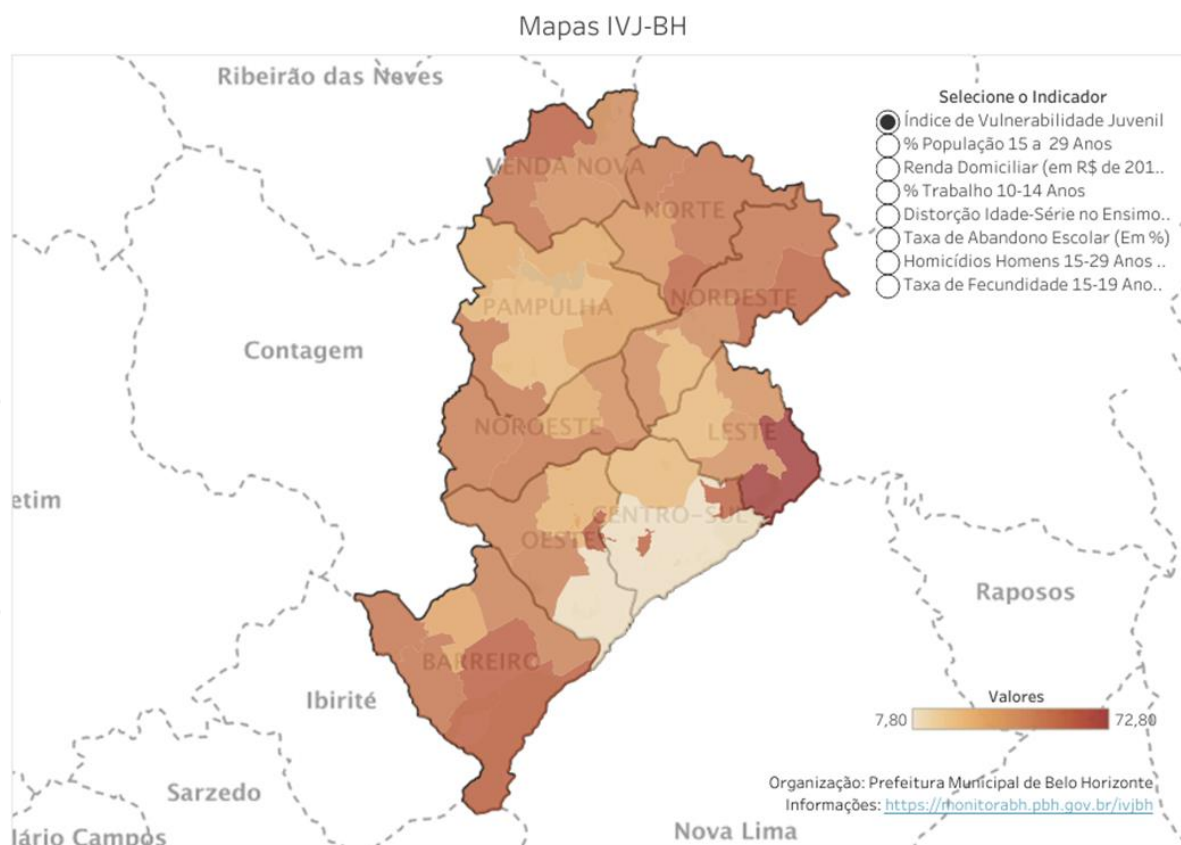 Mapas IVJ-BH
Ribeirão das Neves
Selecione o Indicador
Índice de Vulnerabilidade Juvenil
% População 15 a 29 Anos
Renda Domiciliar (em R$ de 201..
% Trabalho 10-14 Anos
Distorção Idade-Série no Ensimo..
Taxa de Abandono Escolar (Em %)
Homicídios Homens 15-29 Anos ..
Taxa de Fecundidade 15-19 Ano..
VENDA NOVA
NORTE
PAMPULHA
NORDESTE
Contagem
NOROESTE
LESTE
etim
CENTRO-SUL
OESTE
Raposos
BARREIRO
Ibirité
Valores
7,80
72,80
Sarzedo
Organização: Prefeitura Municipal de Belo Horizonte
Informações: https://monitorabh.pbh.gov.br/ivjbh
lário Campos
Nova Lima